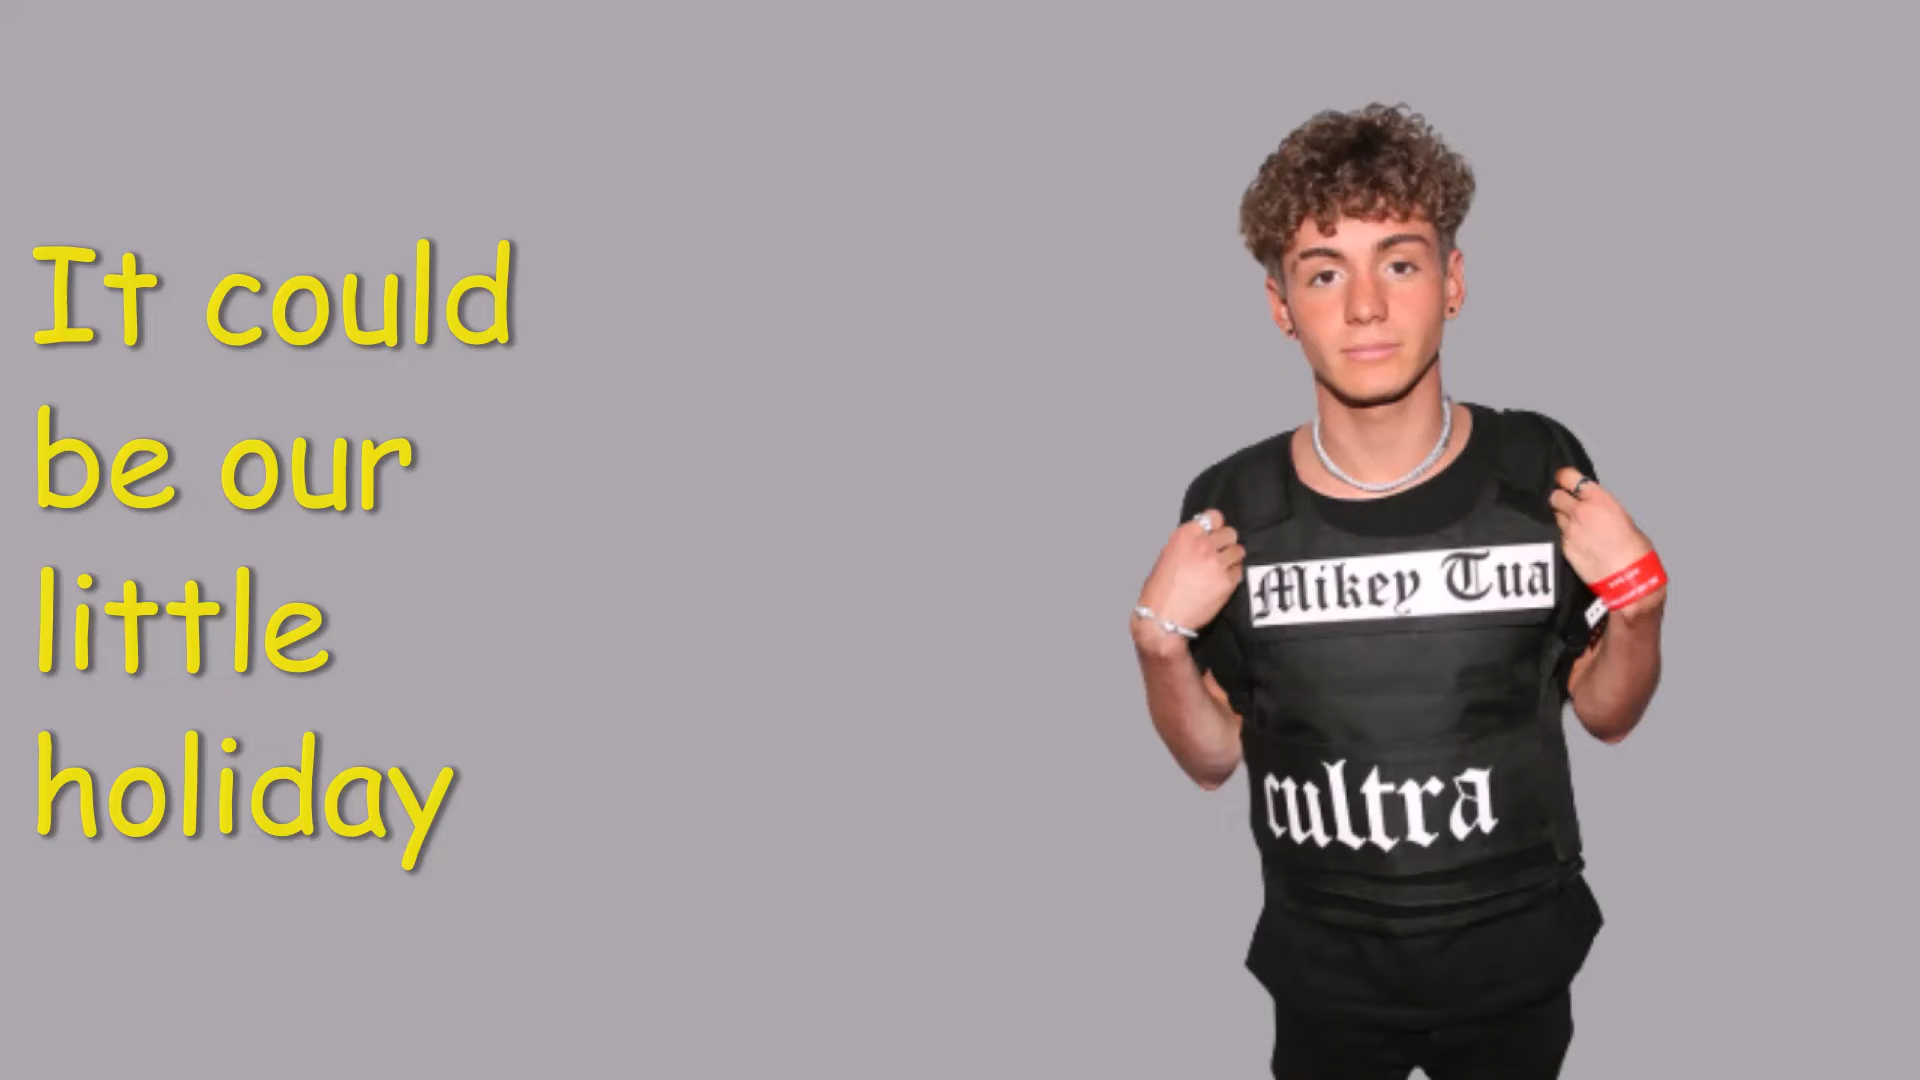 It could
be our
little
holiday
Mikey Tua
cultra